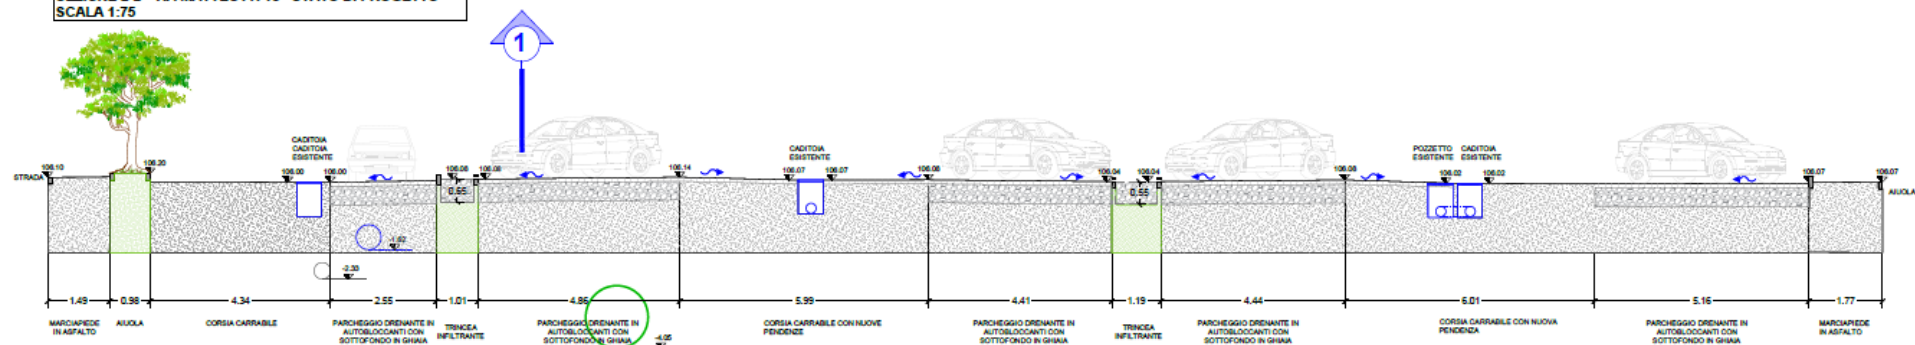 SCALA 1:75
1
CADITOIA
CADITOIA
ESISTENTE
CADITOIA
ESISTENTE
POZZETTO
ESISTENTE
CADITOIA
ESISTENTE
STRADA
106.10
106.20
106.00
106.00
106.08
106.08
106.14
106.07
106.07
106.06
106.04
106.04
106.08
106.02
106.02
106.07
106.07
AIUOLA
0.65
0.55
-1.62
-2.30
1.49
0.98
4.34
2.55
1.01
4.86
5.99
4.41
1.19
4.44
6.01
5.16
1.77
MARCIAPIEDE
IN ASFALTO
AIUOLA
CORSIA CARRABILE
PARCHEGGIO DRENANTE IN
AUTOBLOCCANTI CON
SOTTOFONDO IN GHIAIA
TRINCEA
INFILTRANTE
PARCHEGGIO DRENANTE IN
AUTOBLOCCANTI CON
SOTTOFONDO IN GHIAIA
-4.05
CORSIA CARRABILE CON NUOVE
PENDENZE
PARCHEGGIO DRENANTE IN
AUTOBLOCCANTI CON
SOTTOFONDO IN GHIAIA
TRINCEA
INFILTRANTE
PARCHEGGIO DRENANTE IN
AUTOBLOCCANTI CON
SOTTOFONDO IN GHIAIA
CORSIA CARRABILE CON NUOVA
PENDENZA
PARCHEGGIO DRENANTE IN
AUTOBLOCCANTI CON
SOTTOFONDO IN GHIAIA
MARCIAPIEDE
IN ASFALTO